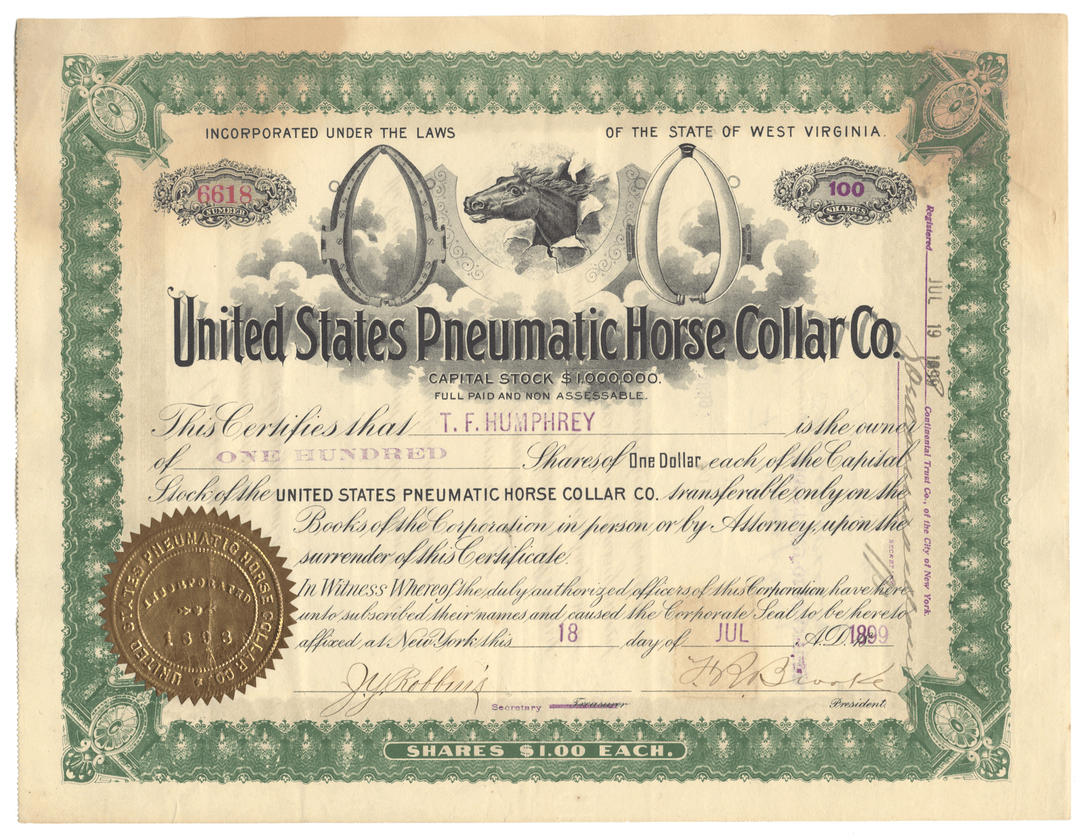 INCORPORATED UNDER THE LAWS OF THE STATE OF WEST VIRGINIA.
6618
NUMBER
100
SHARES
United States Pneumatic Horse Collar Co.
CAPITAL STOCK $1,000,000.
FULL PAID AND NON ASSESSABLE.
This Certifies that T. F. HUMPHREY is the owner
of ONE HUNDRED Shares of One Dollar each of the Capital
Stock of the UNITED STATES PNEUMATIC HORSE COLLAR CO. transferable only on the
Books of the Corporation in person or by Attorney, upon the
surrender of this Certificate.
In Witness Whereof the duly authorized officers of this Corporation have here-
unto subscribed their names and caused the Corporate Seal to be hereto
affixed at New York this 18 day of JUL A.D. 1899
J. Y. Robbins
Secretary Treasurer
President.
SHARES $1.00 EACH.
UNITED STATES PNEUMATIC HORSE COLLAR CO.
INCORPORATED
1893
Registered JUL 19 1899
Continental Trust Co., of the City of New York.
SECRETARY